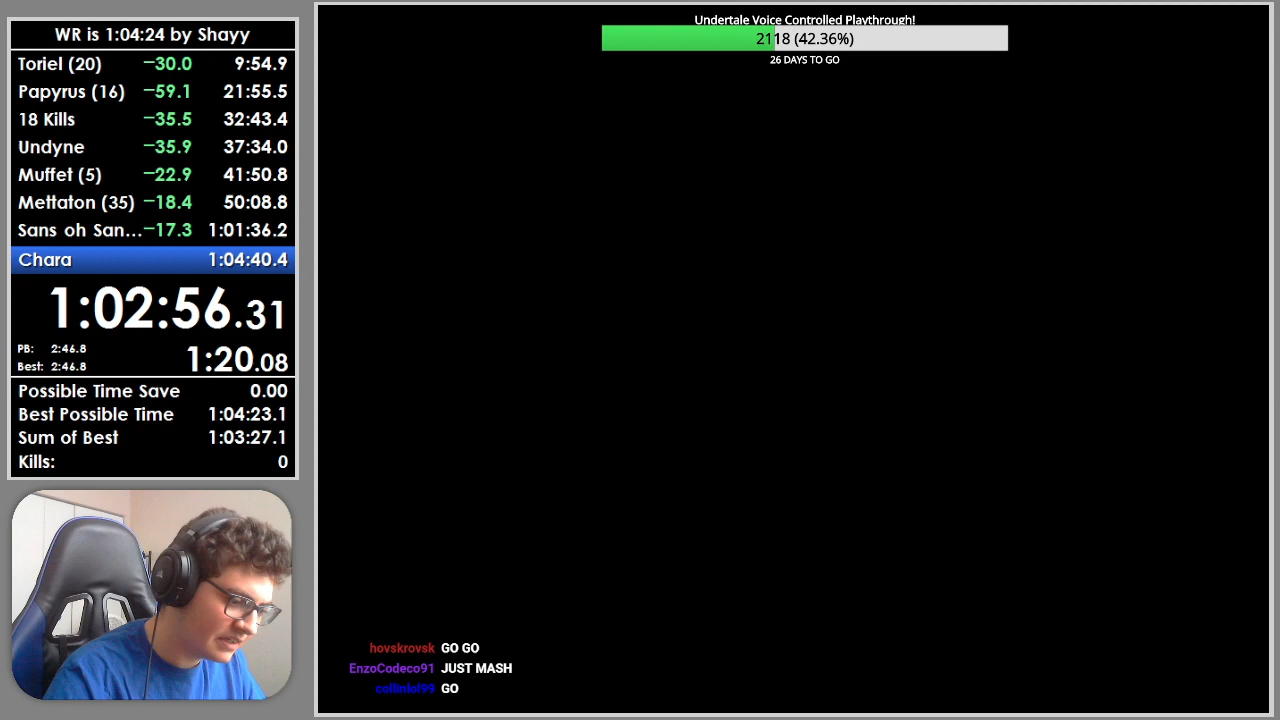 WR is 1:04:24 by Shayy
Toriel (20) −30.0 9:54.9
Papyrus (16) −59.1 21:55.5
18 Kills −35.5 32:43.4
Undyne −35.9 37:34.0
Muffet (5) −22.9 41:50.8
Mettaton (35) −18.4 50:08.8
Sans oh San... −17.3 1:01:36.2
Chara 1:04:40.4
1:02:56.31
PB: 2:46.8
Best: 2:46.8
1:20.08
Possible Time Save 0.00
Best Possible Time 1:04:23.1
Sum of Best 1:03:27.1
Kills: 0
Undertale Voice Controlled Playthrough!
2118 (42.36%)
26 DAYS TO GO
hovskrovsk GO GO
EnzoCodeco91 JUST MASH
collinlol99 GO